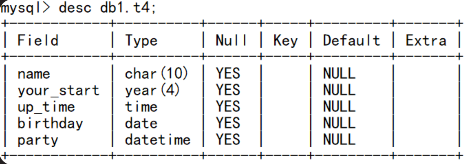 mysql> desc db1.t4;
+------------+----------+------+-----+---------+-------+
| Field      | Type     | Null | Key | Default | Extra |
+------------+----------+------+-----+---------+-------+
| name       | char(10) | YES  |     | NULL    |       |
| your_start | year(4)  | YES  |     | NULL    |       |
| up_time    | time     | YES  |     | NULL    |       |
| birthday   | date     | YES  |     | NULL    |       |
| party      | datetime | YES  |     | NULL    |       |
+------------+----------+------+-----+---------+-------+